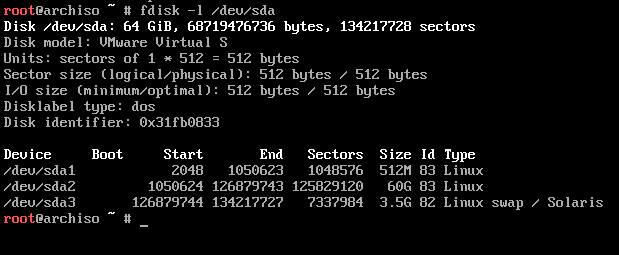 root@archiso ~ # fdisk -l /dev/sda
Disk /dev/sda: 64 GiB, 68719476736 bytes, 134217728 sectors
Disk model: VMware Virtual S
Units: sectors of 1 * 512 = 512 bytes
Sector size (logical/physical): 512 bytes / 512 bytes
I/O size (minimum/optimal): 512 bytes / 512 bytes
Disklabel type: dos
Disk identifier: 0x31fb0833

Device     Boot     Start       End   Sectors  Size Id Type
/dev/sda1            2048   1050623   1048576  512M 83 Linux
/dev/sda2         1050624 126879743 125829120   60G 83 Linux
/dev/sda3       126879744 134217727   7337984  3.5G 82 Linux swap / Solaris
root@archiso ~ # _